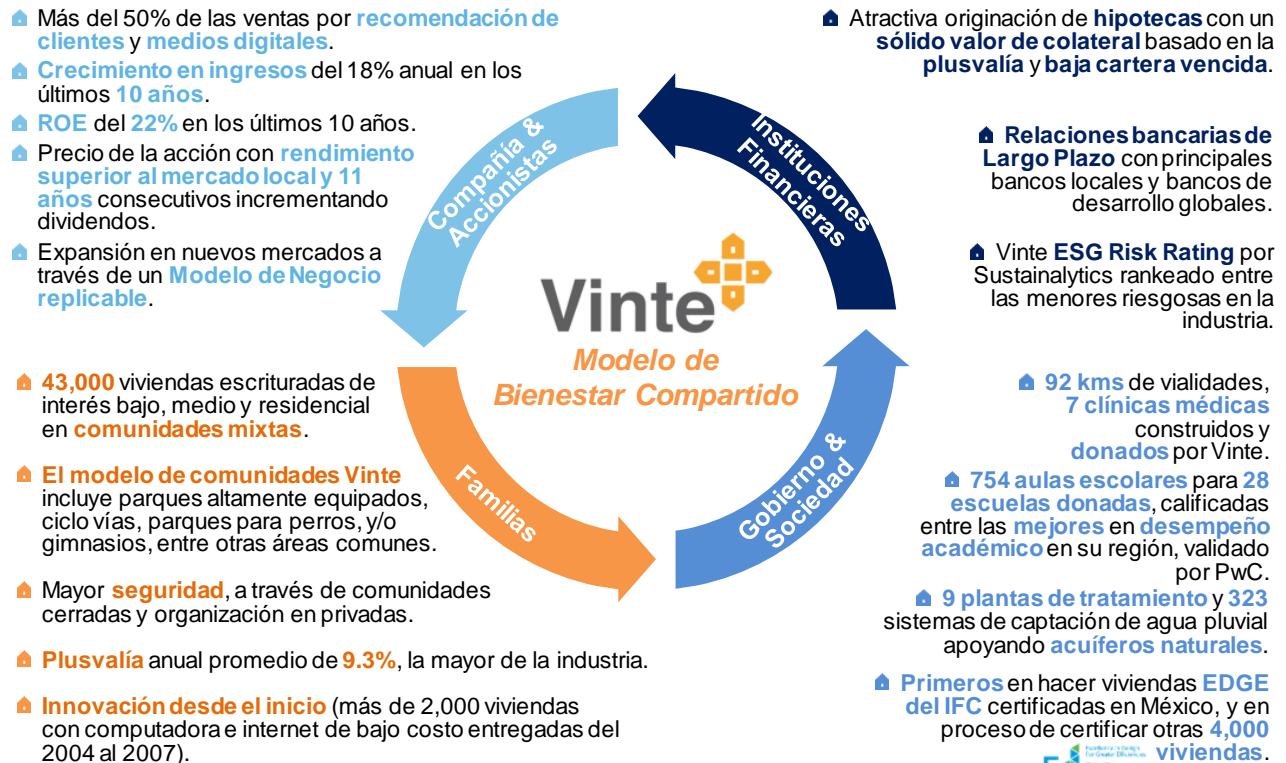 Más del 50% de las ventas por recomendación de
clientes y medios digitales.
Crecimiento en ingresos del 18% anual en los
últimos 10 años.
ROE del 22% en los últimos 10 años.
Precio de la acción con rendimiento
superior al mercado local y 11
años consecutivos incrementando
dividendos.
Expansión en nuevos mercados a
través de un Modelo de Negocio
replicable.
Compañía &
Accionistas
Instituciones
Financieras
Atractiva originación de hipotecas con un
sólido valor de colateral basado en la
plusvalía y baja cartera vencida.
Relaciones bancarias de
Largo Plazo con principales
bancos locales y bancos de
desarrollo globales.
Vinte ESG Risk Rating por
Sustainalytics rankeado entre
las menores riesgosas en la
industria.
Vinte
Modelo de
Bienestar Compartido
43,000 viviendas escrituradas de
interés bajo, medio y residencial
en comunidades mixtas.
El modelo de comunidades Vinte
incluye parques altamente equipados,
ciclo vías, parques para perros, y/o
gimnasios, entre otras áreas comunes.
Mayor seguridad, a través de comunidades
cerradas y organización en privadas.
Plusvalía anual promedio de 9.3%, la mayor de la industria.
Innovación desde el inicio (más de 2,000 viviendas
con computadora e internet de bajo costo entregadas del
2004 al 2007).
Familias
Gobierno &
Sociedad
92 kms de vialidades,
7 clínicas médicas
construidos y
donados por Vinte.
754 aulas escolares para 28
escuelas donadas, calificadas
entre las mejores en desempeño
académico en su región, validado
por PwC.
9 plantas de tratamiento y 323
sistemas de captación de agua pluvial
apoyando acuíferos naturales.
Primeros en hacer viviendas EDGE
del IFC certificadas en México, y en
proceso de certificar otras 4,000
viviendas.